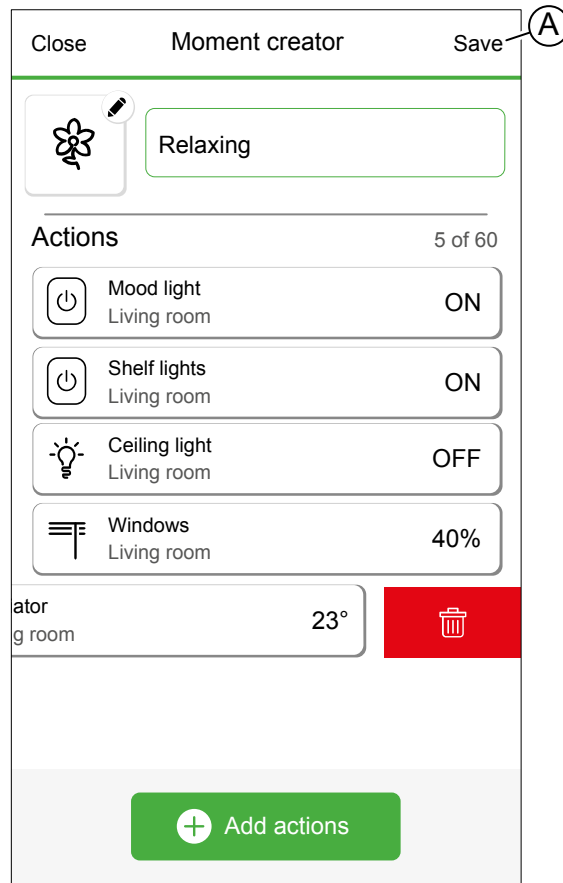 Close Moment creator Save A
Relaxing
Actions 5 of 60
Mood light
Living room
ON
Shelf lights
Living room
ON
Ceiling light
Living room
OFF
Windows
Living room
40%
ator
g room
23°
Add actions